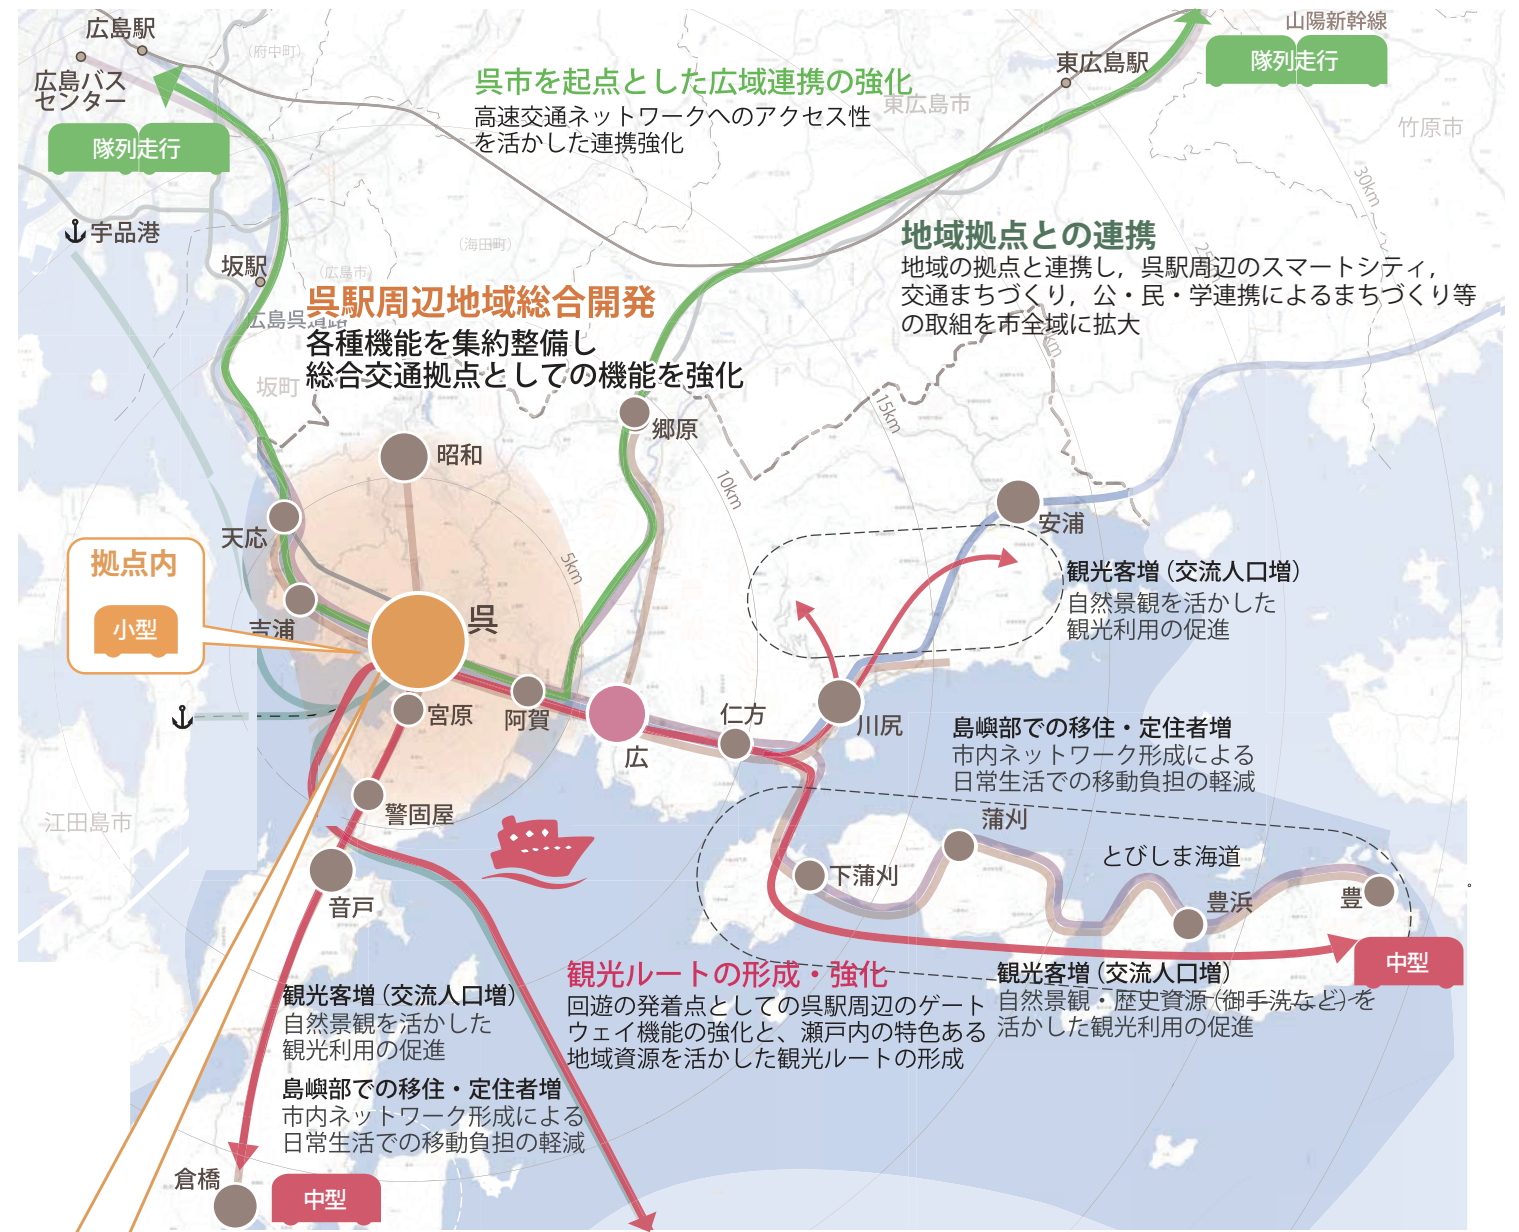 広島駅
(府中町)
山陽新幹線
広島バス
センター
呉市を起点とした広域連携の強化
高速交通ネットワークへのアクセス性
を活かした連携強化
東広島駅
隊列走行
東広島市
竹原市
隊列走行
30km
宇品港
(海田町)
地域拠点との連携
地域の拠点と連携し，呉駅周辺のスマートシティ，
交通まちづくり，公・民・学連携によるまちづくり等
の取組を市全域に拡大
坂駅
(広島市)
呉駅周辺地域総合開発
各種機能を集約整備し
総合交通拠点としての機能を強化
広島呉道路
坂町
15km
郷原
10km
昭和
天応
安浦
拠点内
小型
5km
吉浦
呉
観光客増（交流人口増）
自然景観を活かした
観光利用の促進
宮原
阿賀
広
仁方
川尻
島嶼部での移住・定住者増
市内ネットワーク形成による
日常生活での移動負担の軽減
警固屋
江田島市
蒲刈
とびしま海道
下蒲刈
豊浜
豊
音戸
中型
観光ルートの形成・強化
回遊の発着点としての呉駅周辺のゲート
ウェイ機能の強化と、瀬戸内の特色ある
地域資源を活かした観光ルートの形成
観光客増（交流人口増）
自然景観・歴史資源（御手洗など）を
活かした観光利用の促進
観光客増（交流人口増）
自然景観を活かした
観光利用の促進
島嶼部での移住・定住者増
市内ネットワーク形成による
日常生活での移動負担の軽減
倉橋
中型